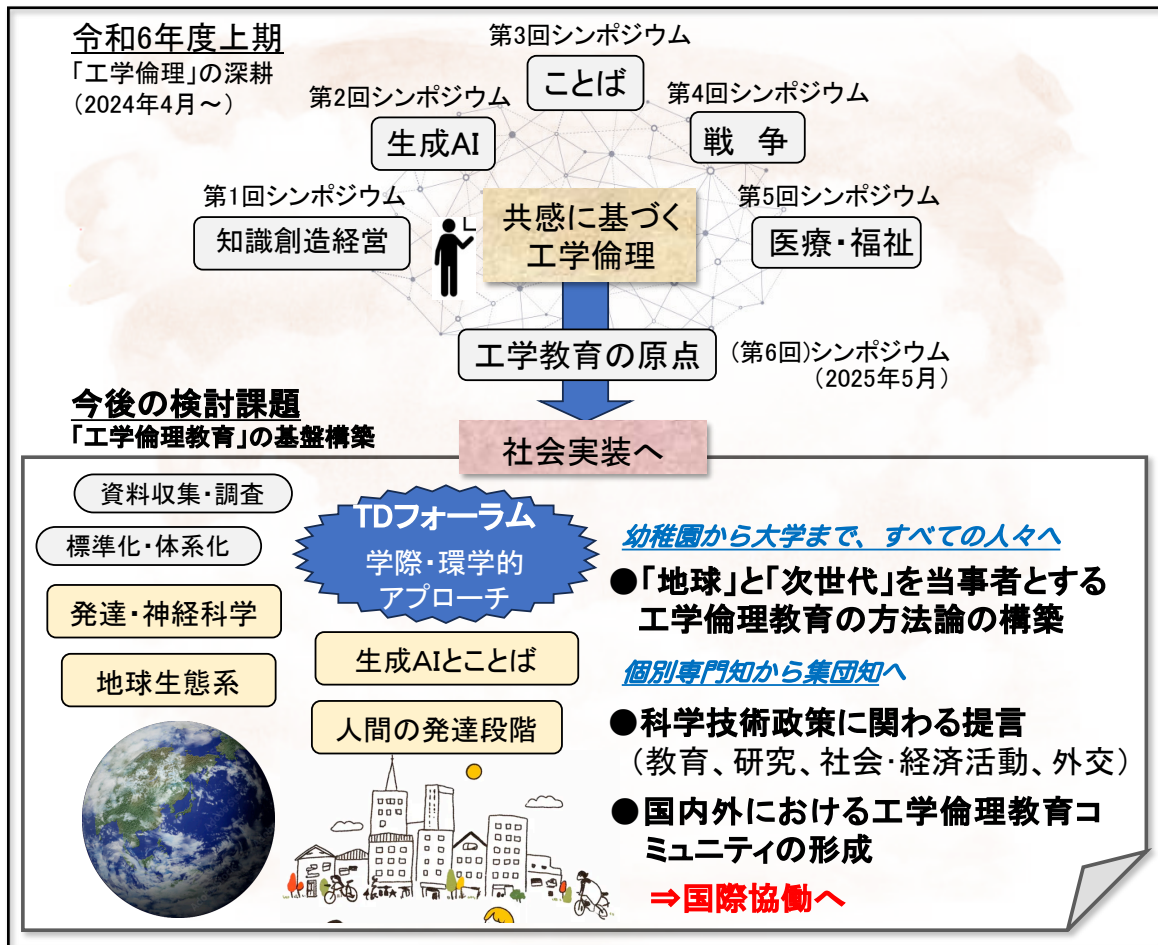 令和6年度上期
「工学倫理」の深耕
（2024年4月～）
第1回シンポジウム
知識創造経営
第2回シンポジウム
生成AI
第3回シンポジウム
ことば
第4回シンポジウム
戦　争
第5回シンポジウム
医療・福祉
共感に基づく
工学倫理
工学教育の原点
(第6回)シンポジウム
（2025年5月）
今後の検討課題
「工学倫理教育」の基盤構築
社会実装へ
資料収集・調査
標準化・体系化
発達・神経科学
地球生態系
TDフォーラム
学際・環学的
アプローチ
生成AIとことば
人間の発達段階
幼稚園から大学まで、すべての人々へ
●「地球」と「次世代」を当事者とする
工学倫理教育の方法論の構築
個別専門知から集団知へ
●科学技術政策に関わる提言
（教育、研究、社会・経済活動、外交）
●国内外における工学倫理教育コ
ミュニティの形成
⇒国際協働へ